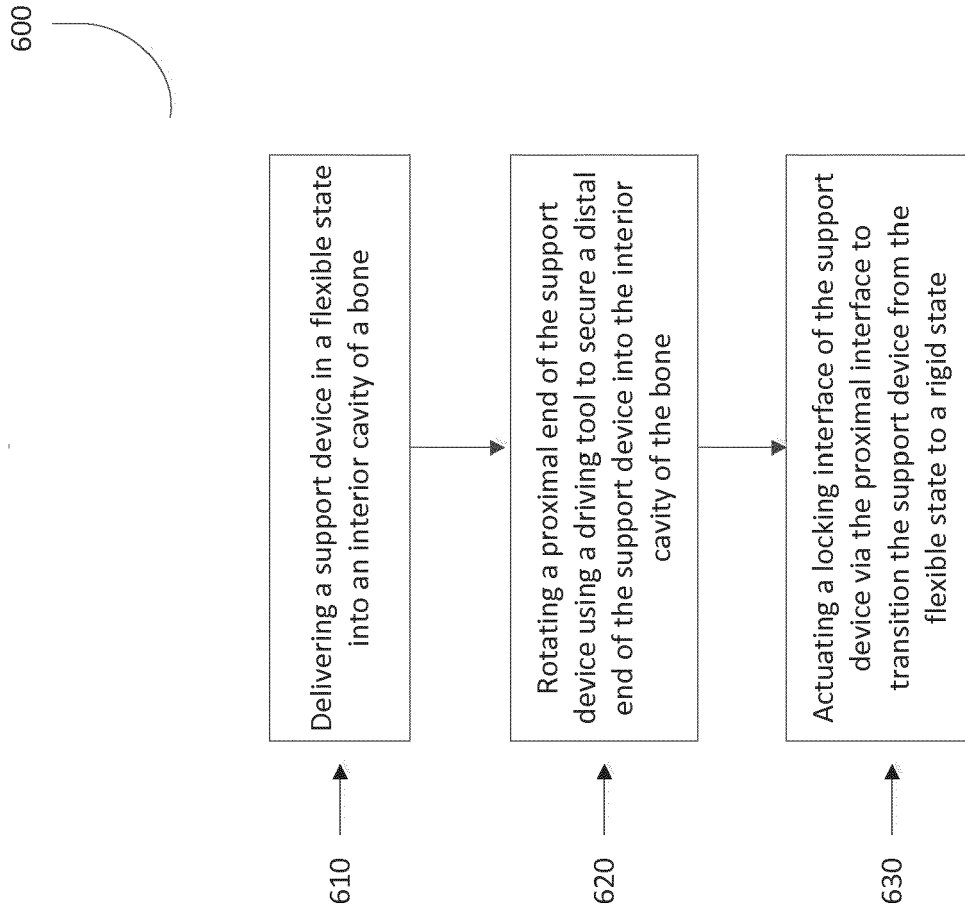 600
610
Delivering a support device in a flexible state
into an interior cavity of a bone
620
Rotating a proximal end of the support
device using a driving tool to secure a distal
end of the support device into the interior
cavity of the bone
630
Actuating a locking interface of the support
device via the proximal interface to
transition the support device from the
flexible state to a rigid state